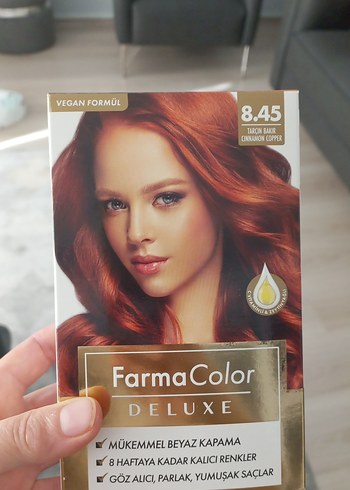 VEGAN FORMÜL
8.45
TARÇIN BAKIR
CINNAMON COPPER
FarmaColor
DELUXE
MÜKEMMEL BEYAZ KAPAMA
8 HAFTAYA KADAR KALICI RENKLER
GÖZ ALICI, PARLAK, YUMUŞAK SAÇLAR